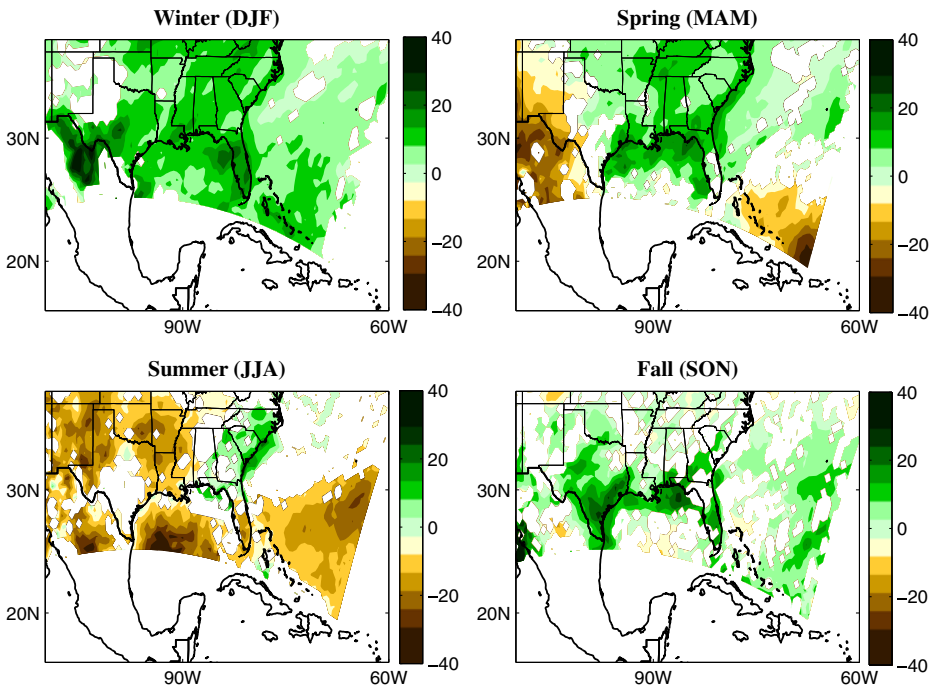 Winter (DJF)
Spring (MAM)
30N
20N
90W
60W
40
20
0
−20
−40
30N
20N
90W
60W
40
20
0
−20
−40
Summer (JJA)
Fall (SON)
30N
20N
90W
60W
40
20
0
−20
−40
30N
20N
90W
60W
40
20
0
−20
−40